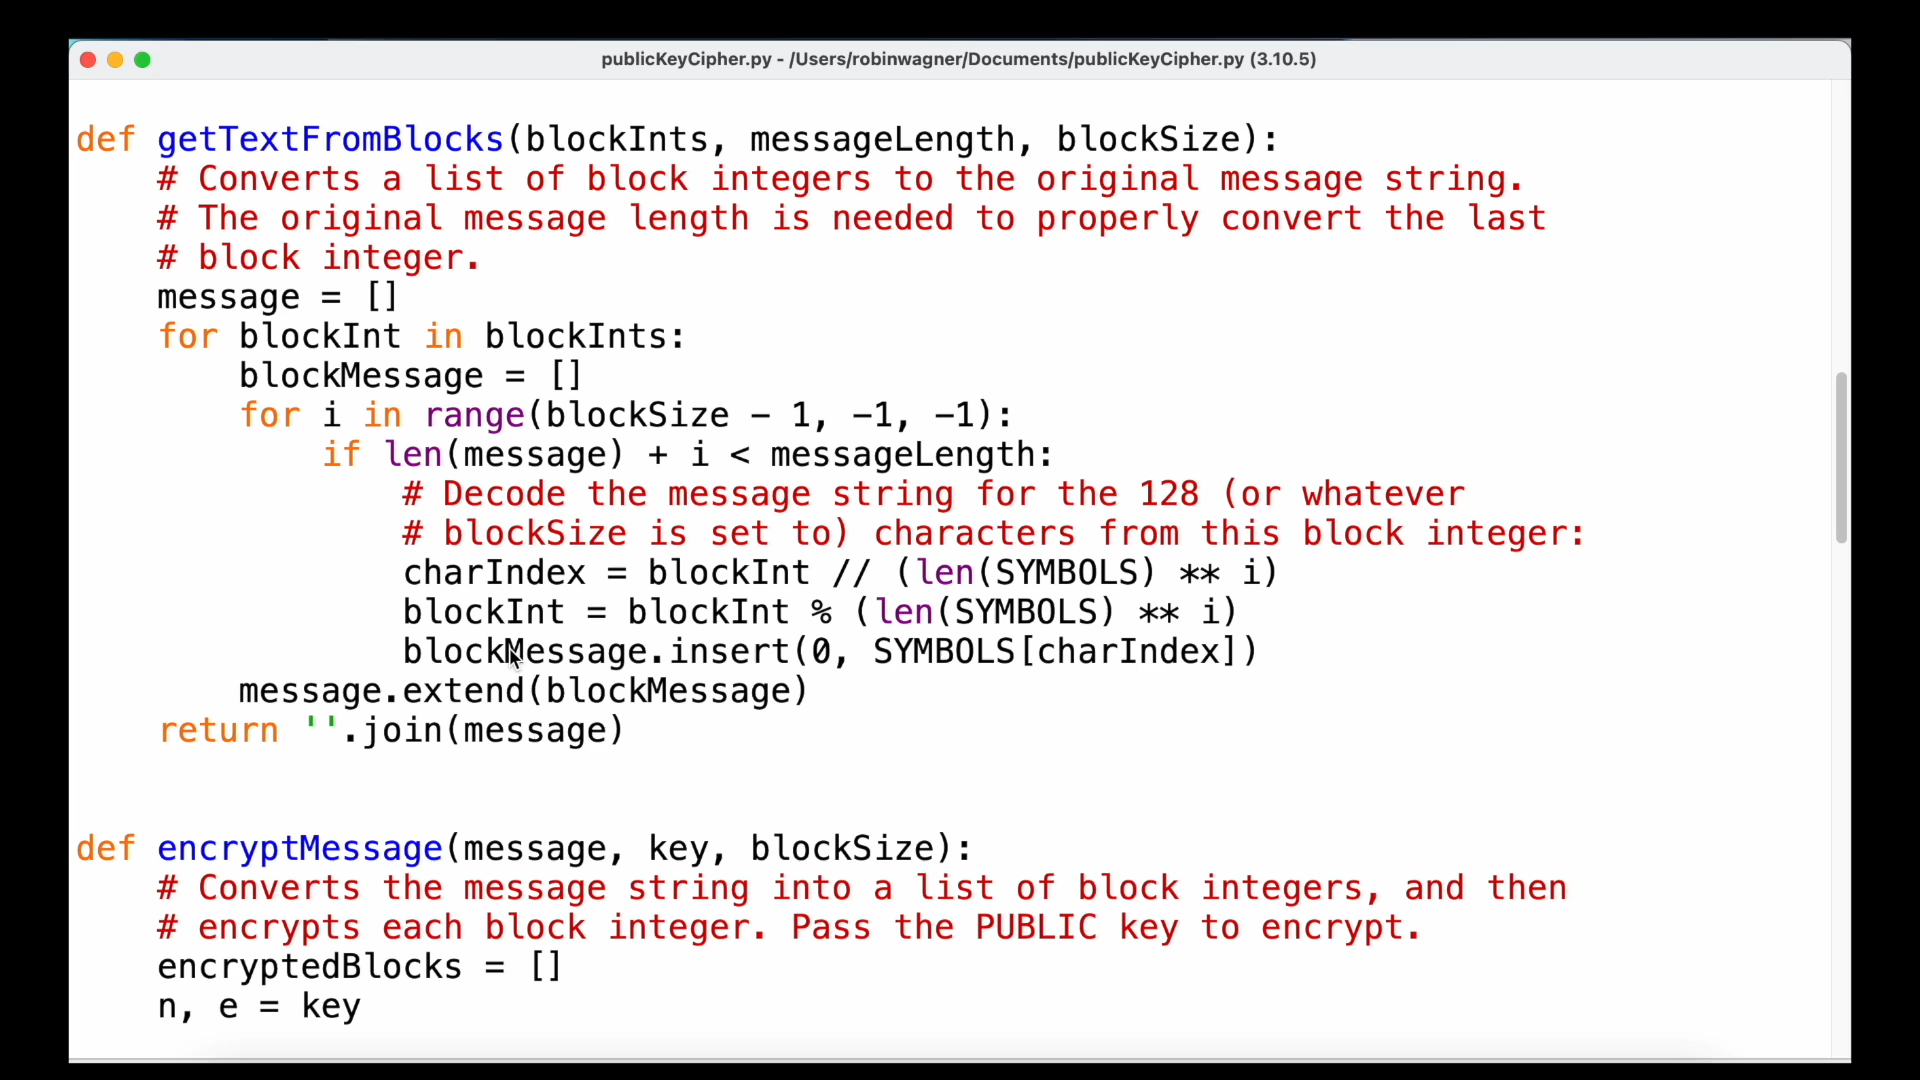 publicKeyCipher.py - /Users/robinwagner/Documents/publicKeyCipher.py (3.10.5)
def getTextFromBlocks(blockInts, messageLength, blockSize):
    # Converts a list of block integers to the original message string.
    # The original message length is needed to properly convert the last
    # block integer.
    message = []
    for blockInt in blockInts:
        blockMessage = []
        for i in range(blockSize - 1, -1, -1):
            if len(message) + i < messageLength:
                # Decode the message string for the 128 (or whatever
                # blockSize is set to) characters from this block integer:
                charIndex = blockInt // (len(SYMBOLS) ** i)
                blockInt = blockInt % (len(SYMBOLS) ** i)
                blockMessage.insert(0, SYMBOLS[charIndex])
        message.extend(blockMessage)
    return ''.join(message)
def encryptMessage(message, key, blockSize):
    # Converts the message string into a list of block integers, and then
    # encrypts each block integer. Pass the PUBLIC key to encrypt.
    encryptedBlocks = []
    n, e = key